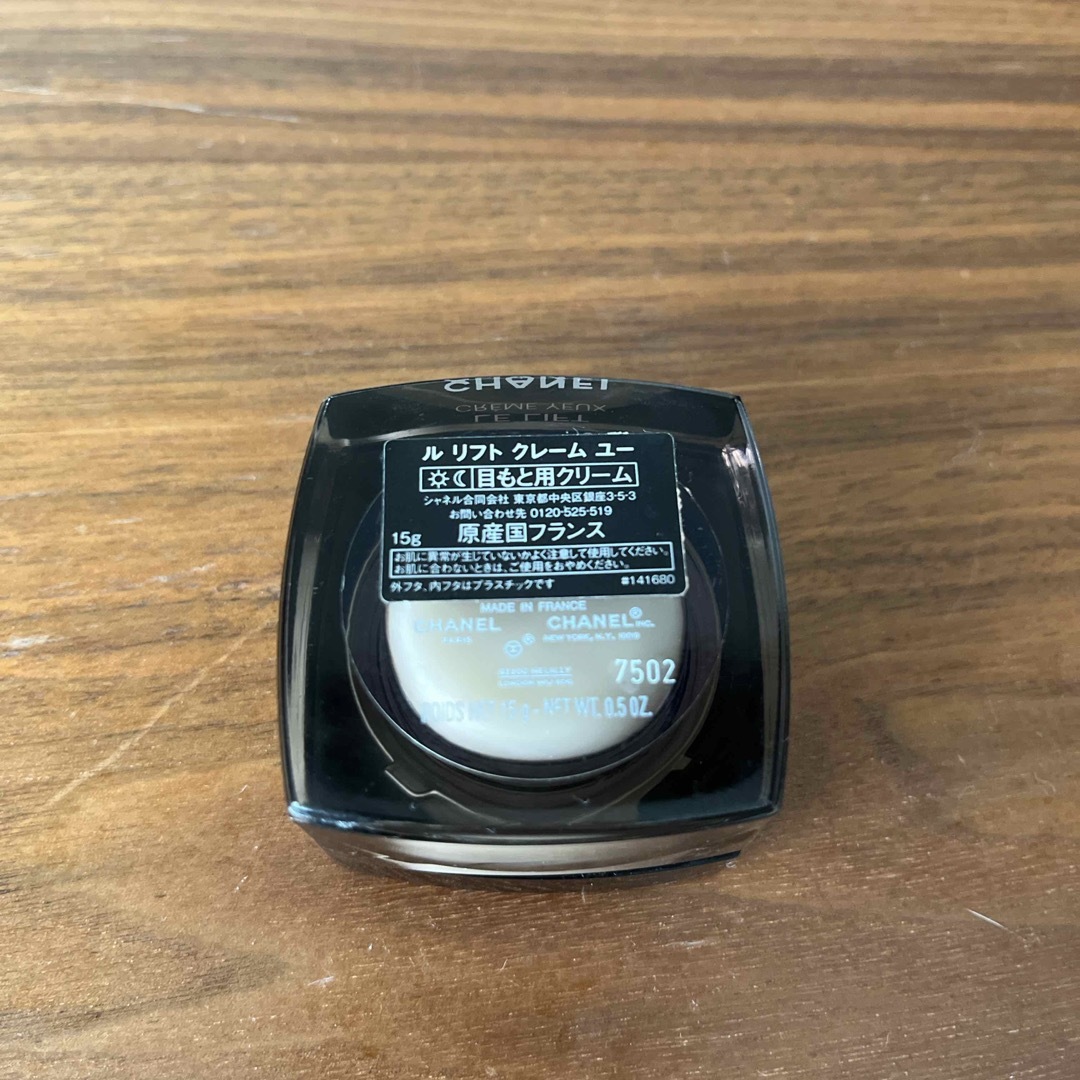 CHANEL
CRÈME YEUX
LE LIFT
ル リフト クレーム ユー
目もと用クリーム
シャネル合同会社 東京都中央区銀座3-5-3
お問い合わせ先 0120-525-519
15g 原産国フランス
お肌に異常が生じていないかよく注意して使用してください。
お肌に合わないときは、ご使用をおやめください。
外フタ、内フタはプラスチックです #141680
MADE IN FRANCE
CHANEL CHANEL® INC.
PARIS NEW YORK, N.Y. 10019
7502
POIDS NET 15 g - NET WT. 0.5 OZ.